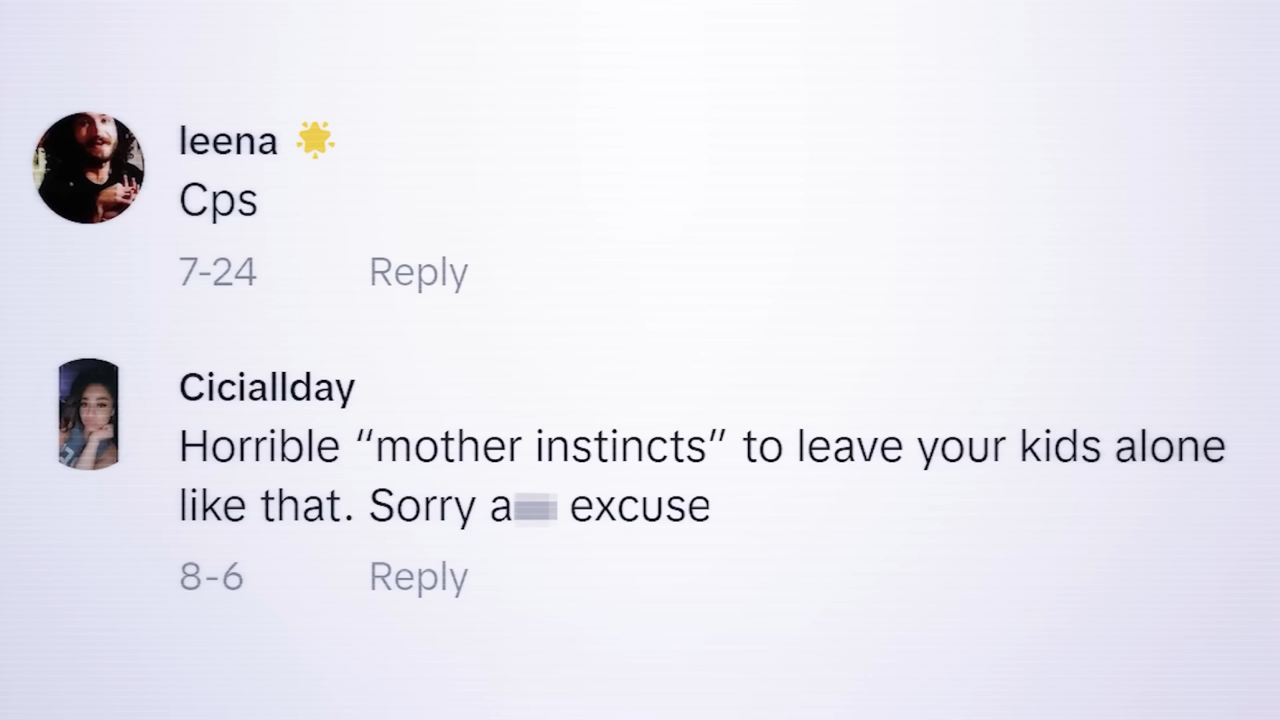 leena 🌟
Cps
7-24 Reply
Ciciallday
Horrible “mother instincts” to leave your kids alone
like that. Sorry a excuse
8-6 Reply